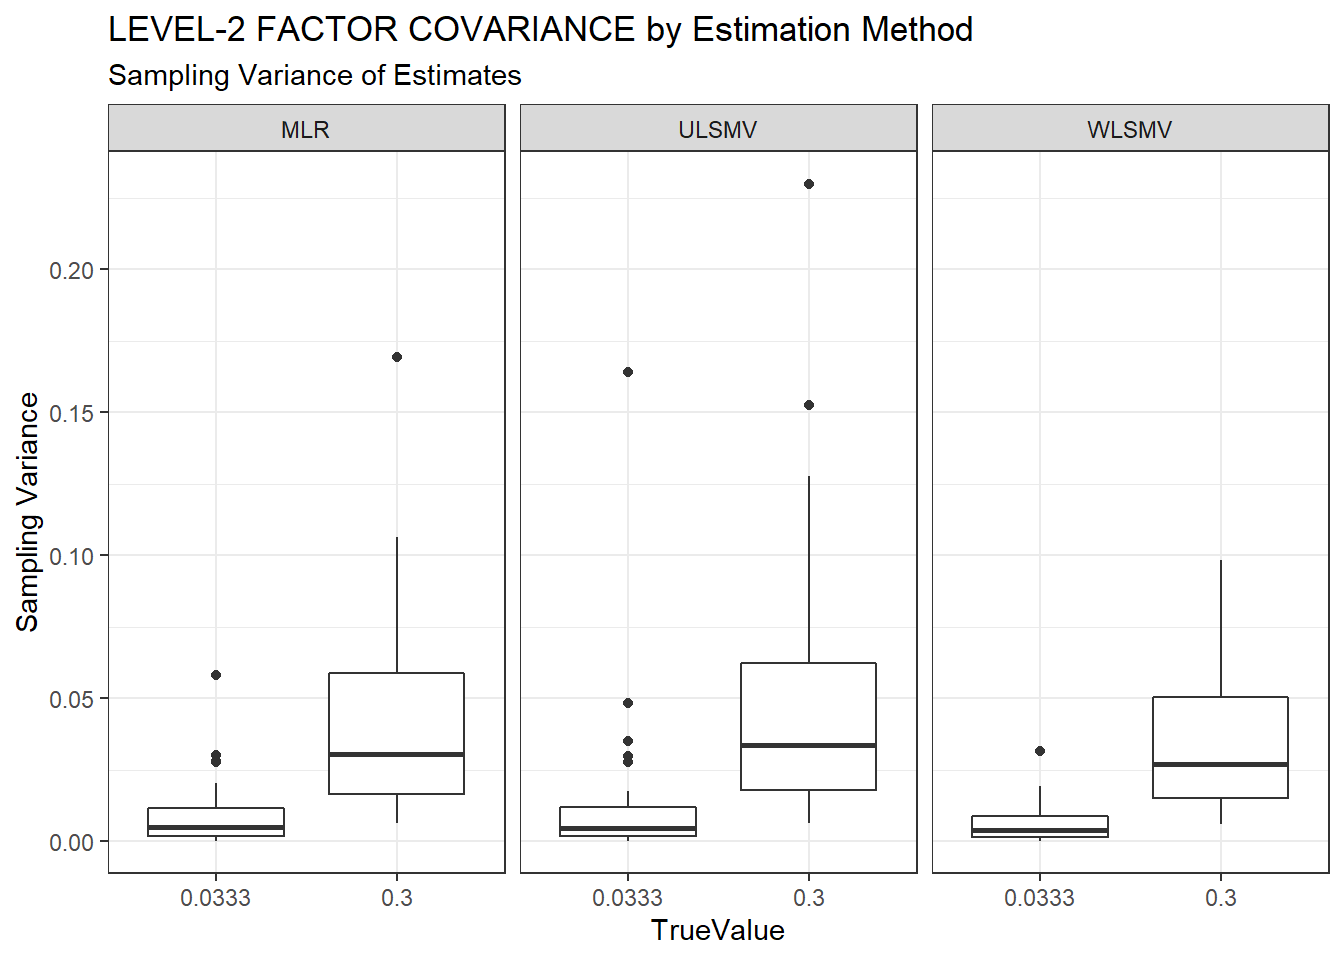 LEVEL-2 FACTOR COVARIANCE by Estimation Method
Sampling Variance of Estimates
MLR ULSMV WLSMV
Sampling Variance
0.20
0.15
0.10
0.05
0.00
0.0333 0.3 0.0333 0.3 0.0333 0.3
TrueValue